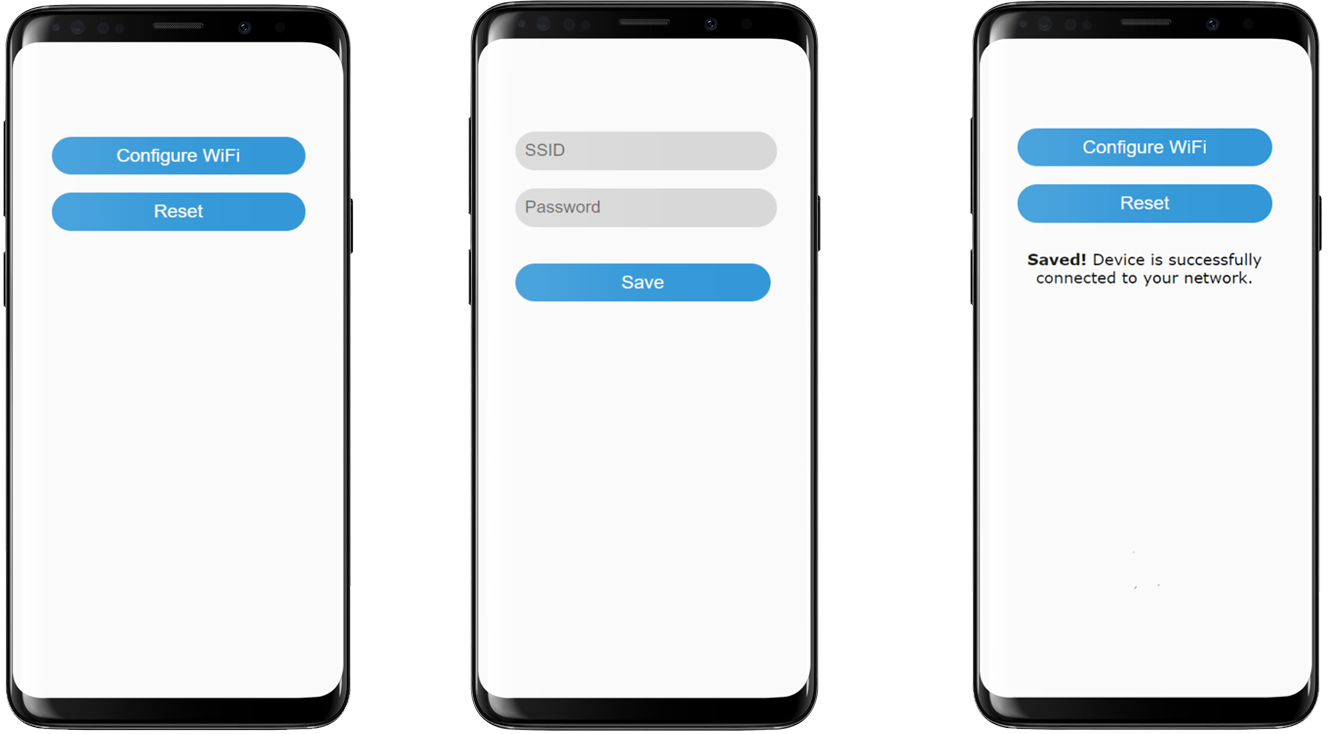 Configure WiFi
Reset
SSID
Password
Save
Configure WiFi
Reset
Saved! Device is successfully
connected to your network.